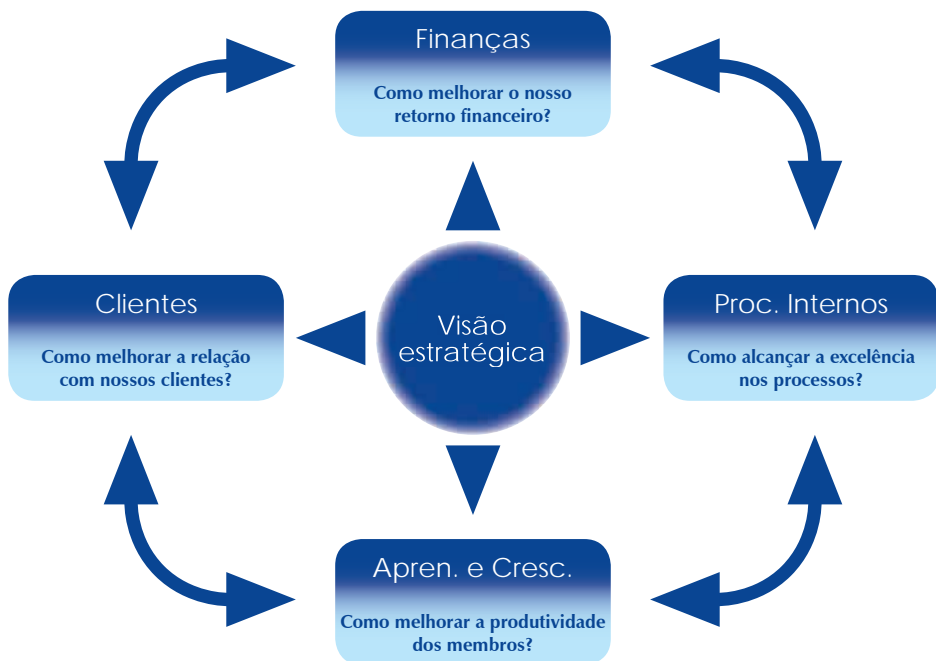 Finanças
Como melhorar o nosso
retorno financeiro?
Clientes
Como melhorar a relação
com nossos clientes?
Visão
estratégica
Proc. Internos
Como alcançar a excelência
nos processos?
Apren. e Cresc.
Como melhorar a produtividade
dos membros?